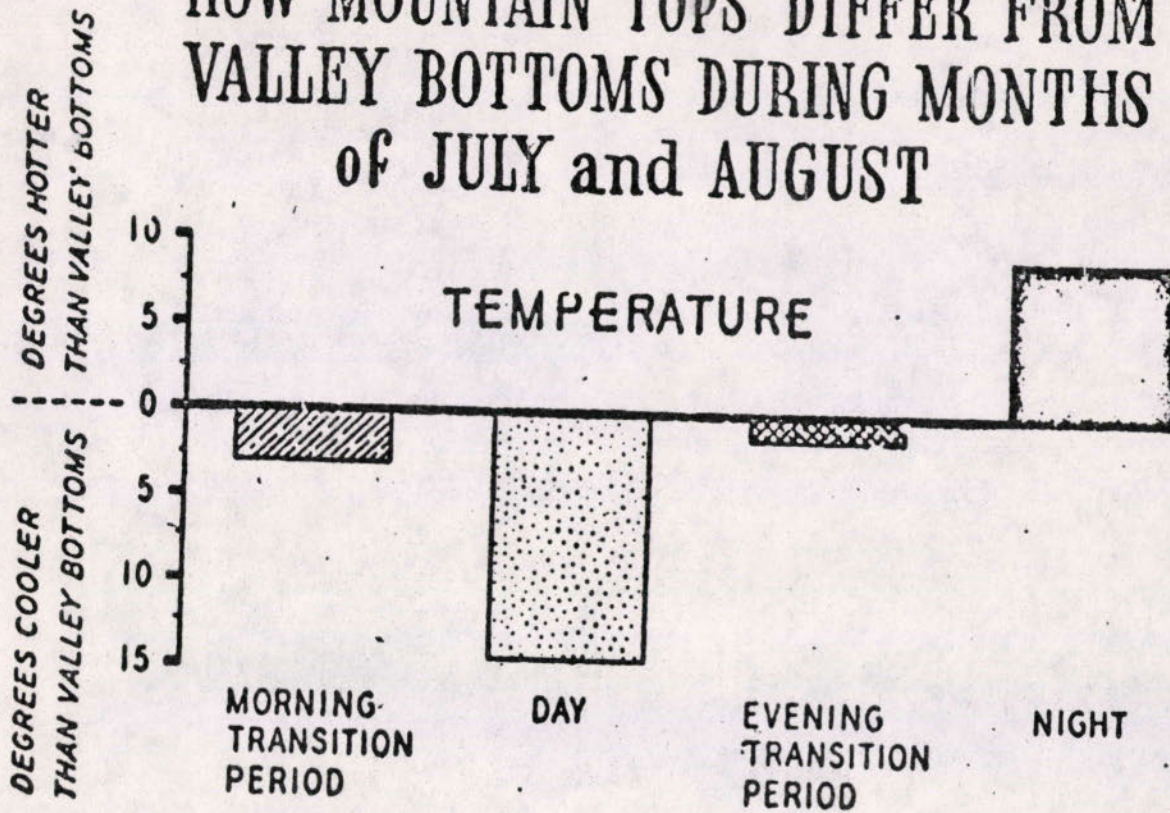 HOW MOUNTAIN TOPS DIFFER FROM
VALLEY BOTTOMS DURING MONTHS
of JULY and AUGUST
DEGREES HOTTER
THAN VALLEY BOTTOMS
10
5
0
5
10
15
DEGREES COOLER
THAN VALLEY BOTTOMS
TEMPERATURE
MORNING
TRANSITION
PERIOD
DAY
EVENING
TRANSITION
PERIOD
NIGHT